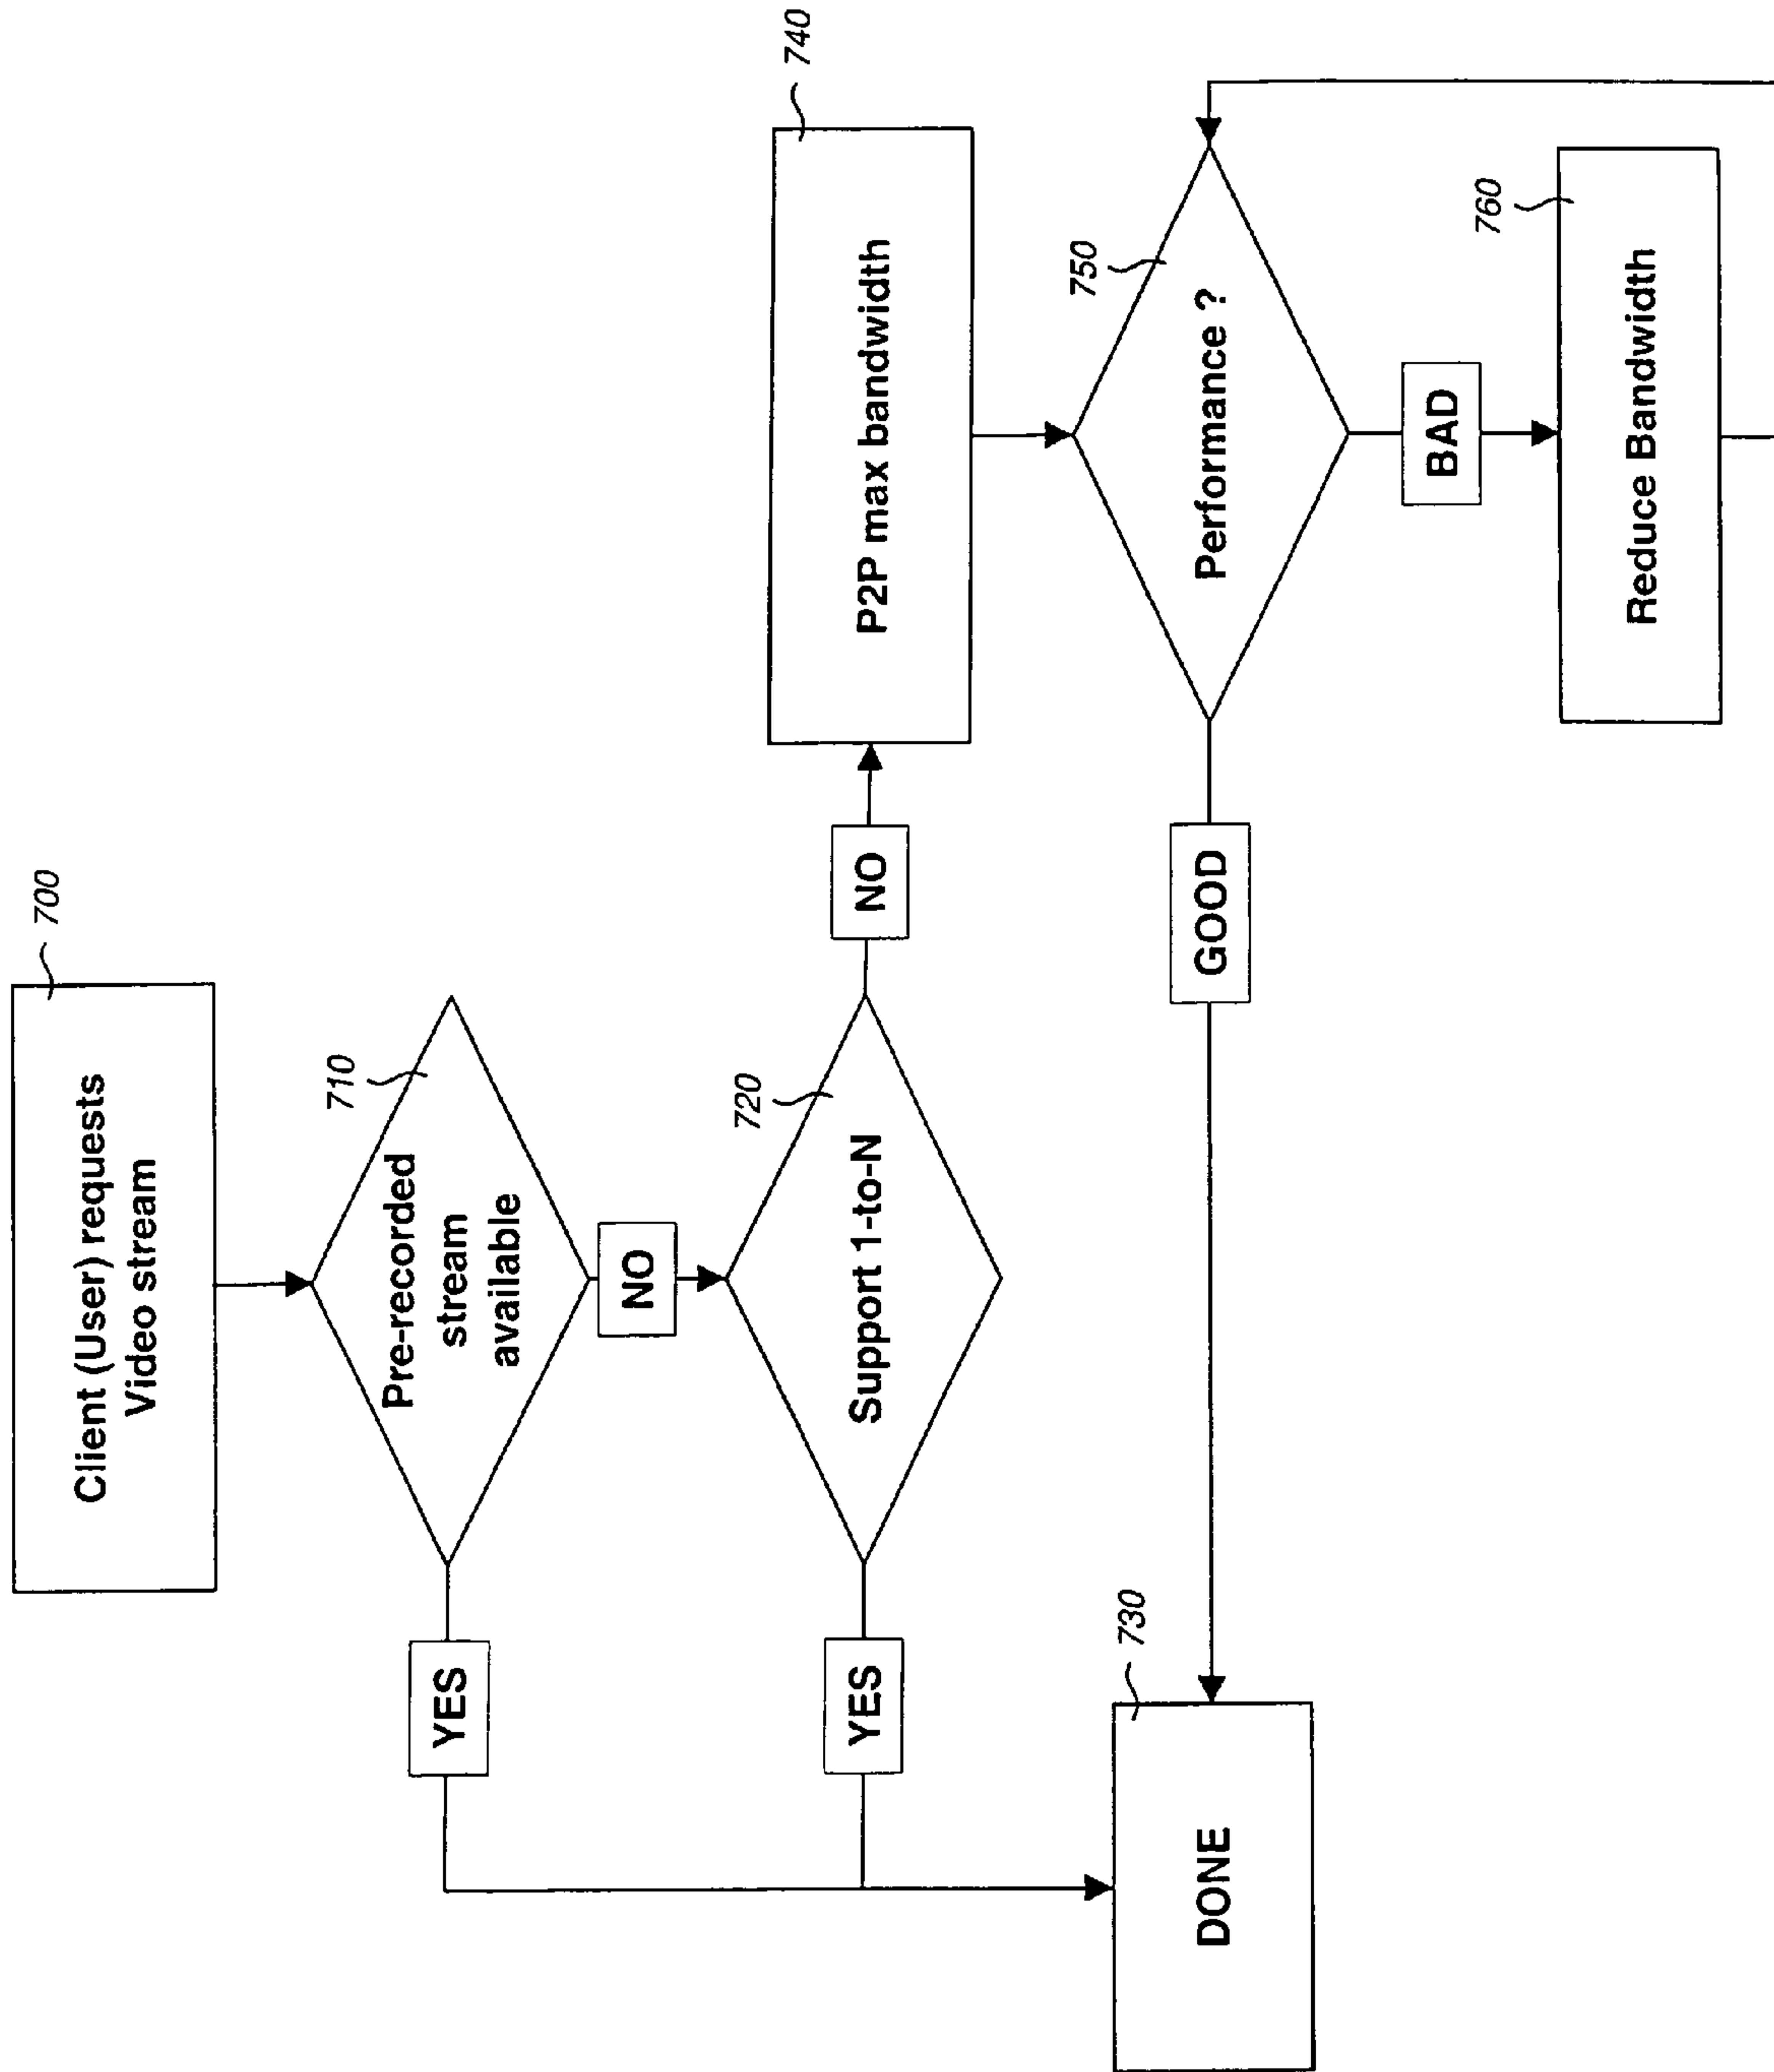 700
Client (User) requests
Video stream
710
Pre-recorded
stream
available
YES
NO
720
Support 1-to-N
YES
NO
740
P2P max bandwidth
750
Performance ?
GOOD
BAD
760
Reduce Bandwidth
730
DONE